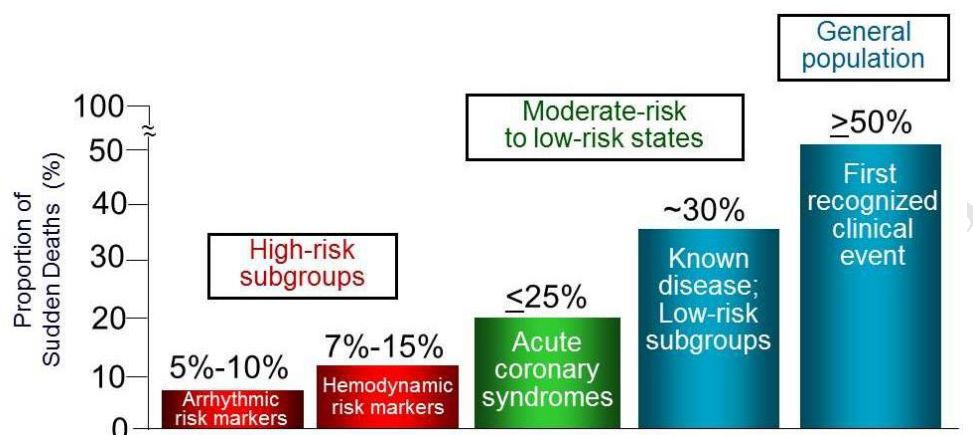 General
population
Moderate-risk
to low-risk states
High-risk
subgroups
Proportion of
Sudden Deaths (%)
100
50
40
30
20
10
0
5%-10%
Arrhythmic
risk markers
7%-15%
Hemodynamic
risk markers
≤25%
Acute
coronary
syndromes
~30%
Known
disease;
Low-risk
subgroups
≥50%
First
recognized
clinical
event